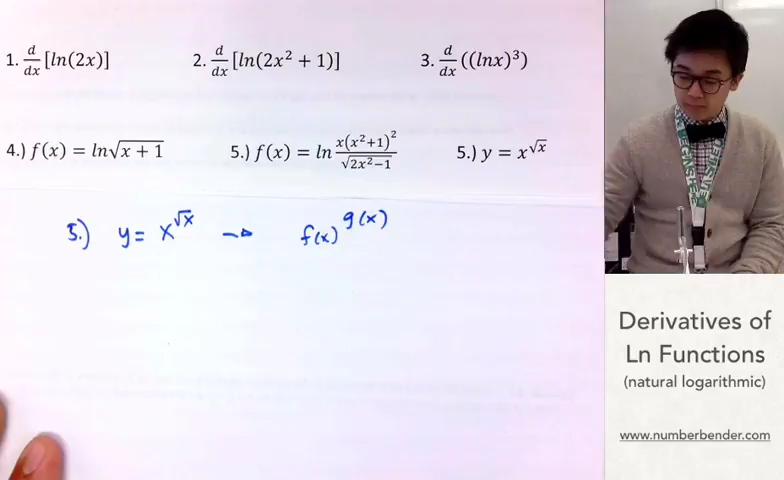 1. d/dx [ln(2x)] 2. d/dx [ln(2x² + 1)] 3. d/dx ((lnx)³)
4.) f(x) = ln√(x + 1) 5.) f(x) = ln x(x²+1)²/√(2x²−1) 5.) y = x^√x
5.) y = x^√x → f(x)^g(x)
Derivatives of
Ln Functions
(natural logarithmic)
www.numberbender.com